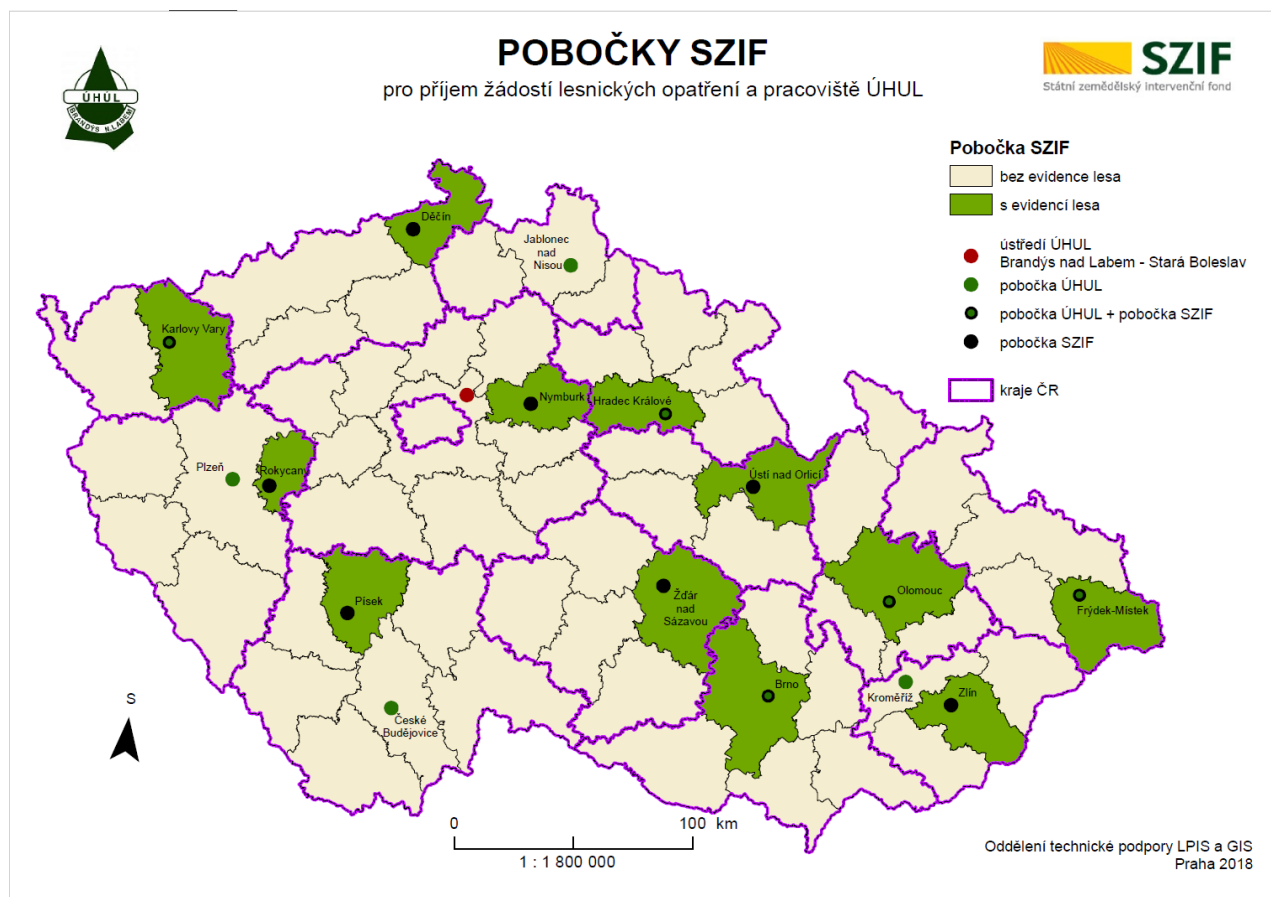 POBOČKY SZIF
pro příjem žádostí lesnických opatření a pracoviště ÚHUL
ÚHÚL
BRANDÝS N.LABEM
SZIF
Státní zemědělský intervenční fond
Pobočka SZIF
bez evidence lesa
s evidencí lesa
ústředí ÚHUL
Brandýs nad Labem - Stará Boleslav
pobočka ÚHUL
pobočka ÚHUL + pobočka SZIF
pobočka SZIF
kraje ČR
Děčín
Jablonec
nad
Nisou
Karlovy Vary
Nymburk
Hradec Králové
Plzeň
Rokycany
Ústí nad Orlicí
Písek
Žďár
nad
Sázavou
Olomouc
Frýdek-Místek
Brno
Kroměříž
Zlín
České
Budějovice
S
0
100 km
1 : 1 800 000
Oddělení technické podpory LPIS a GIS
Praha 2018